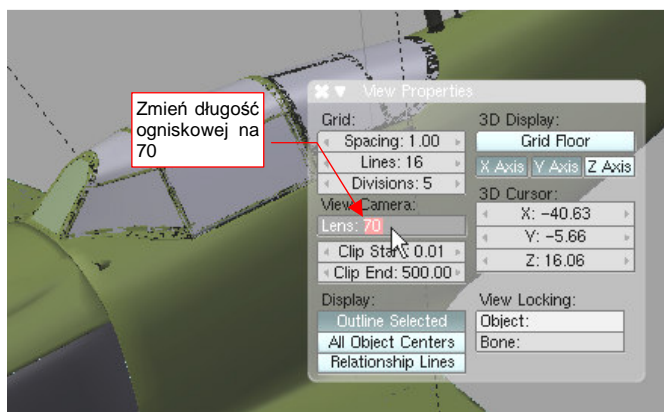 Zmień długość
ogniskowej na
70
View Properties
Grid:
Spacing: 1.00
Lines: 16
Divisions: 5
View Camera:
Lens: 70
Clip Start: 0.01
Clip End: 500.00
Display:
Outline Selected
All Object Centers
Relationship Lines
3D Display:
Grid Floor
X Axis Y Axis Z Axis
3D Cursor:
X: -40.63
Y: -5.66
Z: 16.06
View Locking:
Object:
Bone: